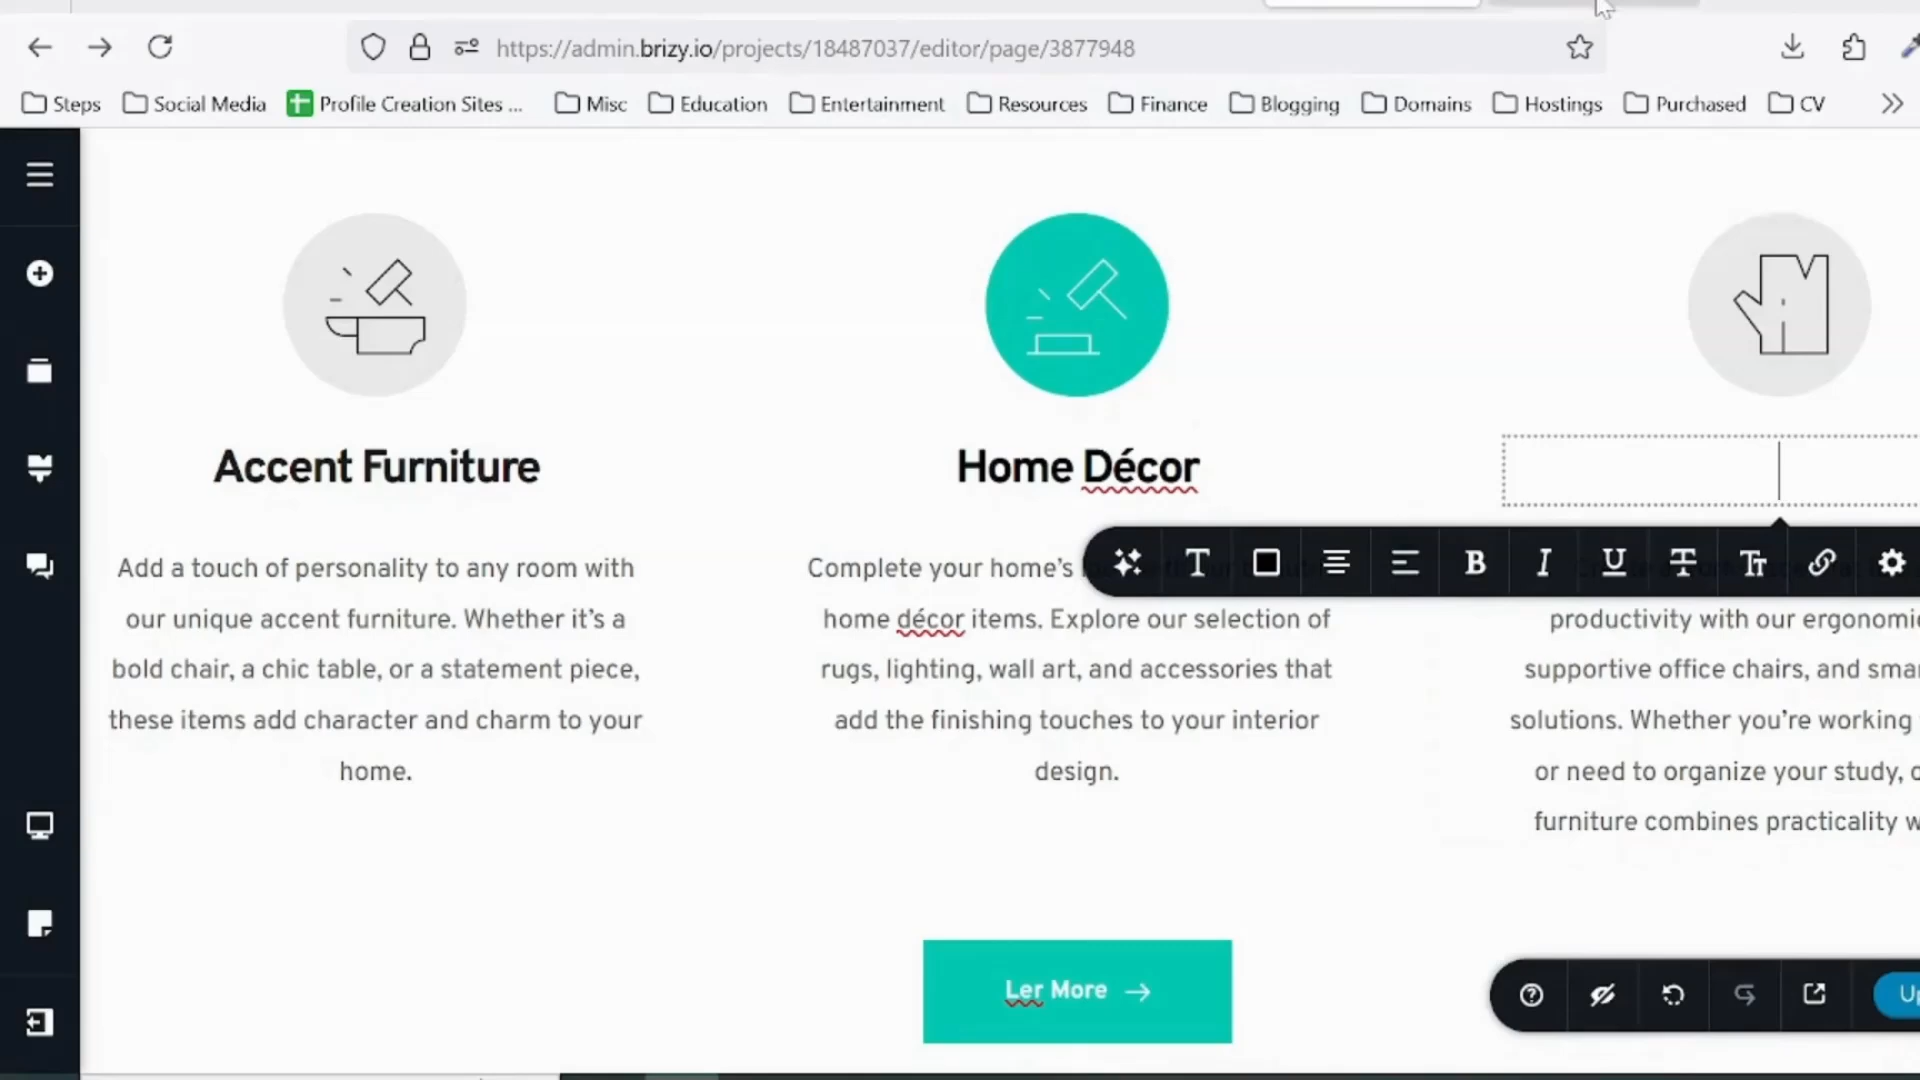 https://admin.brizy.io/projects/18487037/editor/page/3877948
Steps Social Media Profile Creation Sites ... Misc Education Entertainment Resources Finance Blogging Domains Hostings Purchased CV
Accent Furniture
Add a touch of personality to any room with
our unique accent furniture. Whether it’s a
bold chair, a chic table, or a statement piece,
these items add character and charm to your
home.
Home Décor
Complete your home’s
home décor items. Explore our selection of
rugs, lighting, wall art, and accessories that
add the finishing touches to your interior
design.
Ler More
T B I U T Tt
productivity with our ergonomic
supportive office chairs, and
solutions. Whether you’re working
or need to organize your study,
furniture combines practicality